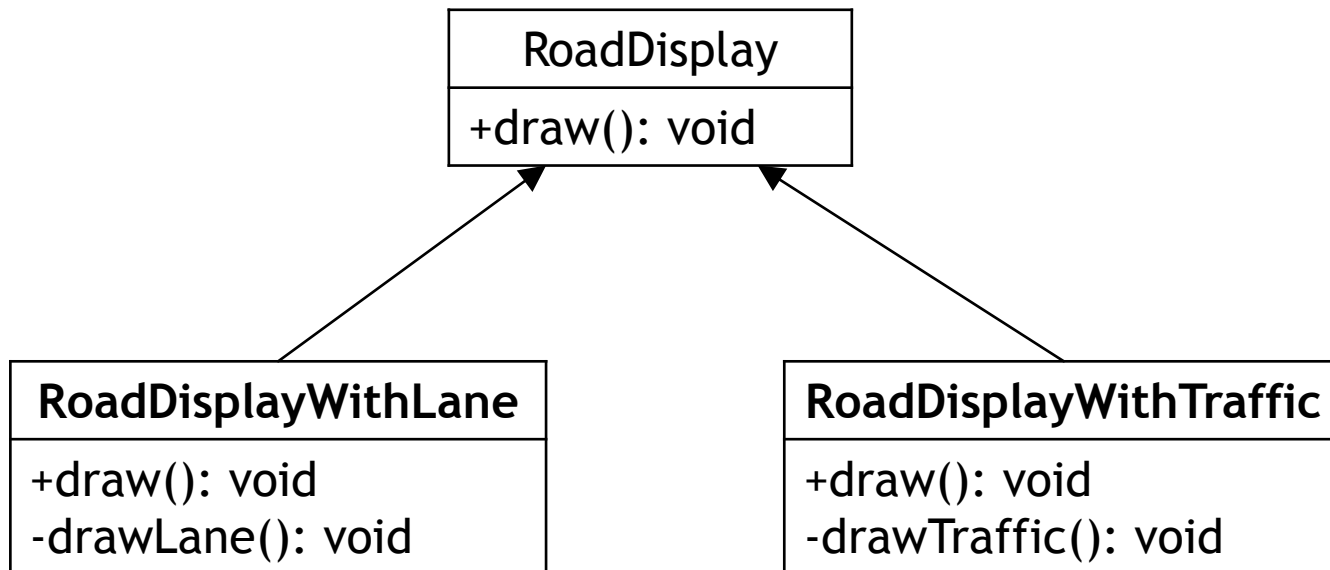 RoadDisplay
+draw(): void
RoadDisplayWithLane
+draw(): void
-drawLane(): void
RoadDisplayWithTraffic
+draw(): void
-drawTraffic(): void